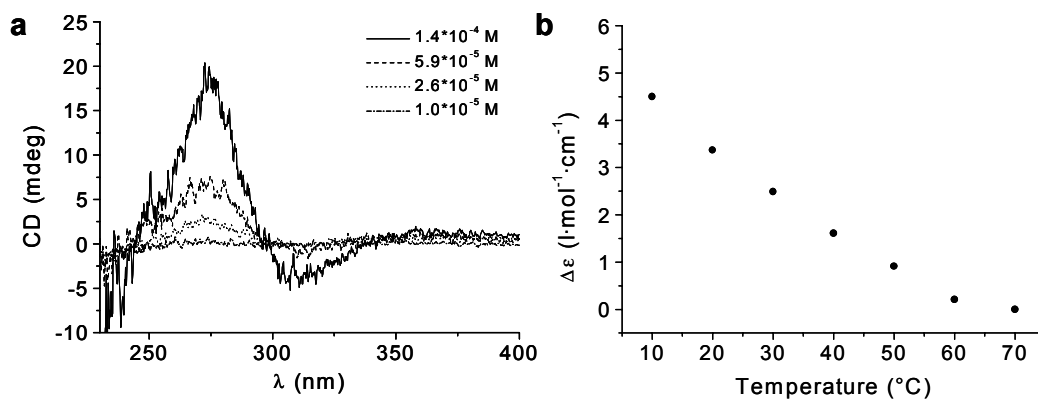 a
25
20
15
10
5
0
-5
-10
CD (mdeg)
250 300 350 400
λ (nm)
1.4*10⁻⁴ M
5.9*10⁻⁵ M
2.6*10⁻⁵ M
1.0*10⁻⁵ M
b
6
5
4
3
2
1
0
Δε (l·mol⁻¹·cm⁻¹)
10 20 30 40 50 60 70
Temperature (°C)